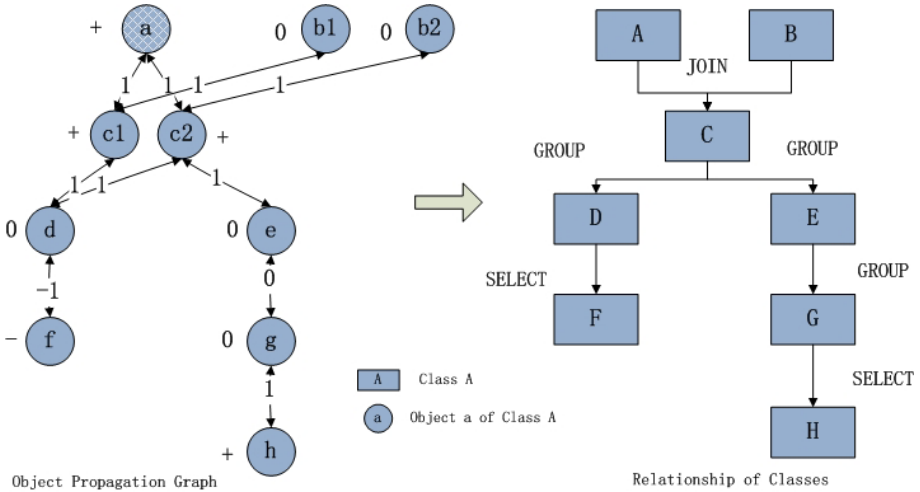 + a 0 b1 0 b2
1 1 1 1
+ c1 c2 +
1 1 1
0 d 0 e
-1 0
- f 0 g
1
+ h
Object Propagation Graph
A B
JOIN
C
GROUP GROUP
D E
SELECT GROUP
F G
SELECT
H
A Class A
a Object a of Class A
Relationship of Classes